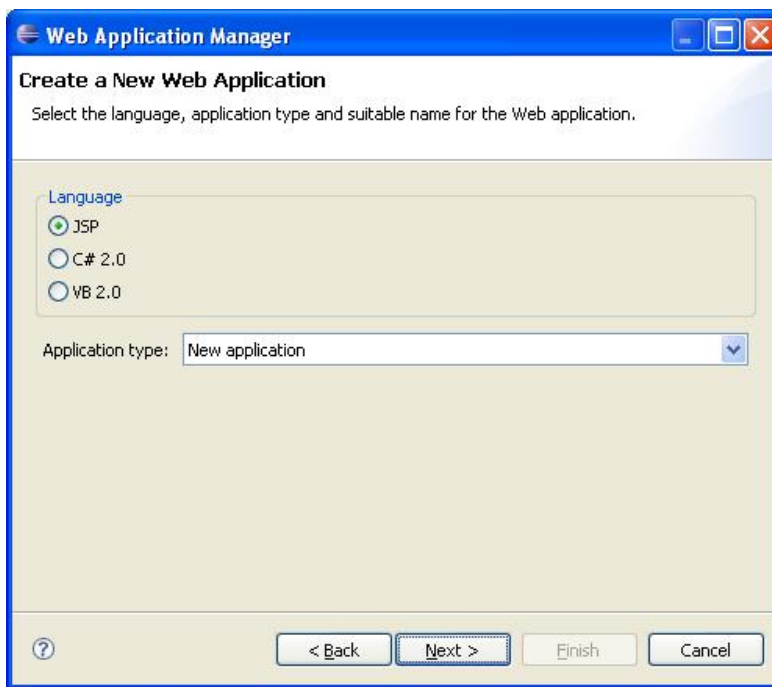 Web Application Manager
Create a New Web Application
Select the language, application type and suitable name for the Web application.
Language
JSP
C# 2.0
VB 2.0
Application type: New application
< Back Next > Finish Cancel